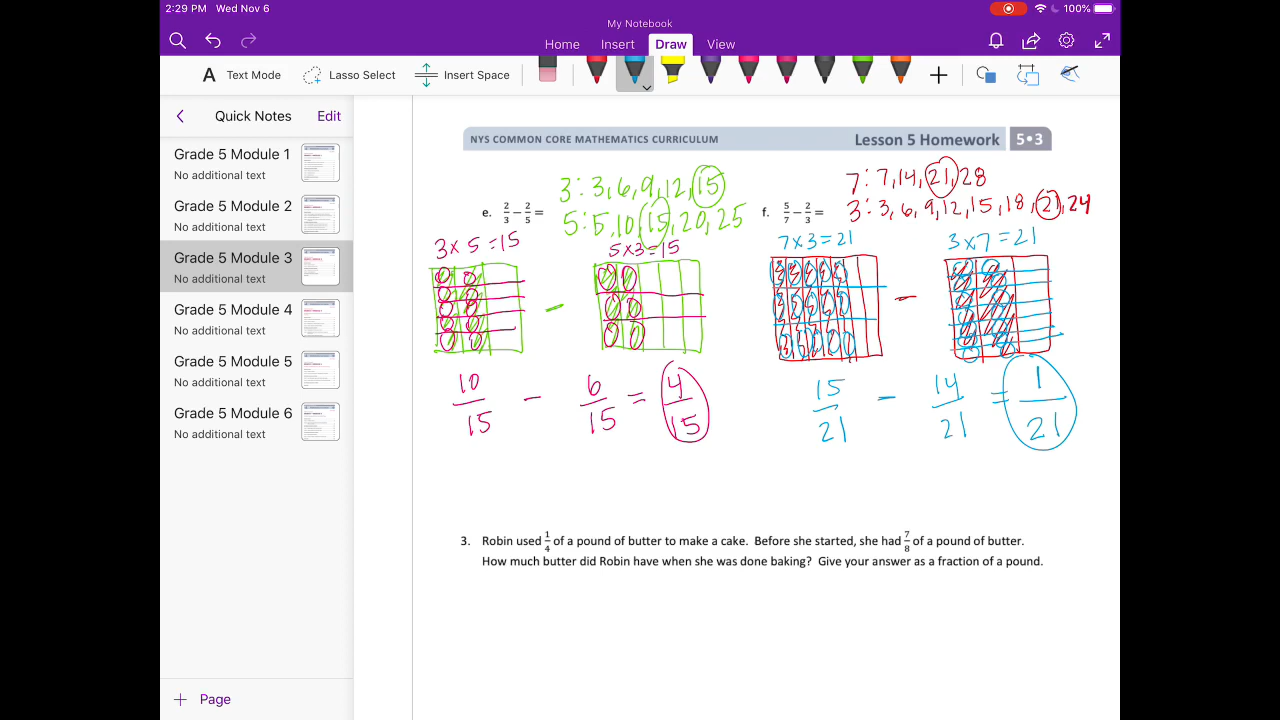 2:29 PM Wed Nov 6
100%
My Notebook
Home Insert Draw View
A Text Mode Lasso Select Insert Space
Quick Notes Edit
Grade 5 Module 1
No additional text
Grade 5 Module 2
No additional text
Grade 5 Module 3
No additional text
Grade 5 Module 4
No additional text
Grade 5 Module 5
No additional text
Grade 5 Module 6
No additional text
+ Page
NYS COMMON CORE MATHEMATICS CURRICULUM Lesson 5 Homework 5•3
3: 3, 6, 9, 12, 15
e. 2/3 - 2/5 =
5: 5, 10, 15, 20, 25
3 x 5 = 15
5 x 3 = 15
10/15 - 6/15 = 4/15
7: 7, 14, 21, 28
f. 5/7 - 2/3 =
3: 3, 6, 9, 12, 15, 18, 21, 24
7 x 3 = 21
3 x 7 = 21
15/21 - 14/21 = 1/21
3. Robin used 1/4 of a pound of butter to make a cake. Before she started, she had 7/8 of a pound of butter.
How much butter did Robin have when she was done baking? Give your answer as a fraction of a pound.